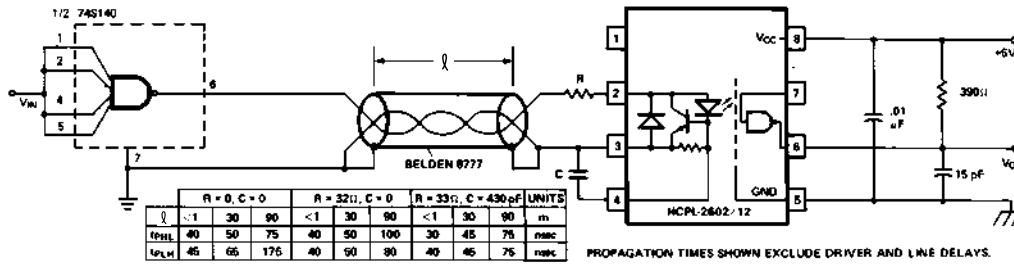 1/2 74S140
1
2
4
5
VIN
6
7
ℓ
BELDEN 8777
R
C
1
2
3
4
VCC
8
7
6
5
GND
HCPL-2602/12
.01
µF
390Ω
15 pF
+5V
VO
R = 0, C = 0 R = 32Ω, C = 0 R = 33Ω, C = 430 pF UNITS
ℓ <1 30 90 <1 30 90 <1 30 90 m
tPHL 40 50 75 40 50 100 30 45 75 nsec
tPLH 45 65 175 40 50 80 40 45 75 nsec
PROPAGATION TIMES SHOWN EXCLUDE DRIVER AND LINE DELAYS.